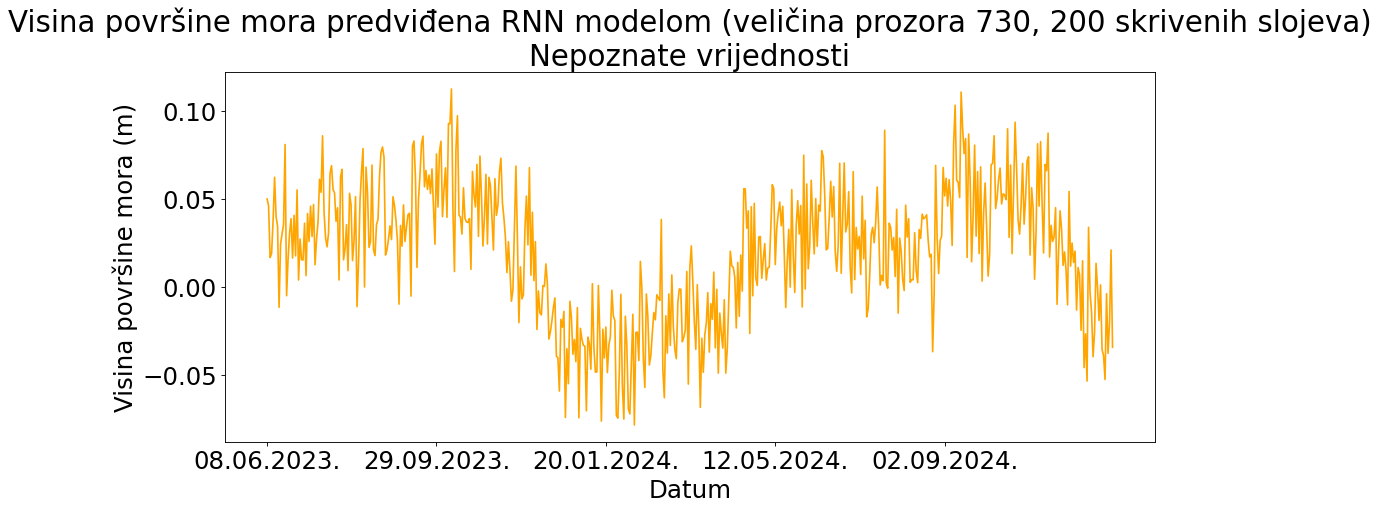 Visina površine mora predviđena RNN modelom (veličina prozora 730, 200 skrivenih slojeva)
Nepoznate vrijednosti
Visina površine mora (m)
0.10
0.05
0.00
−0.05
08.06.2023. 29.09.2023. 20.01.2024. 12.05.2024. 02.09.2024.
Datum